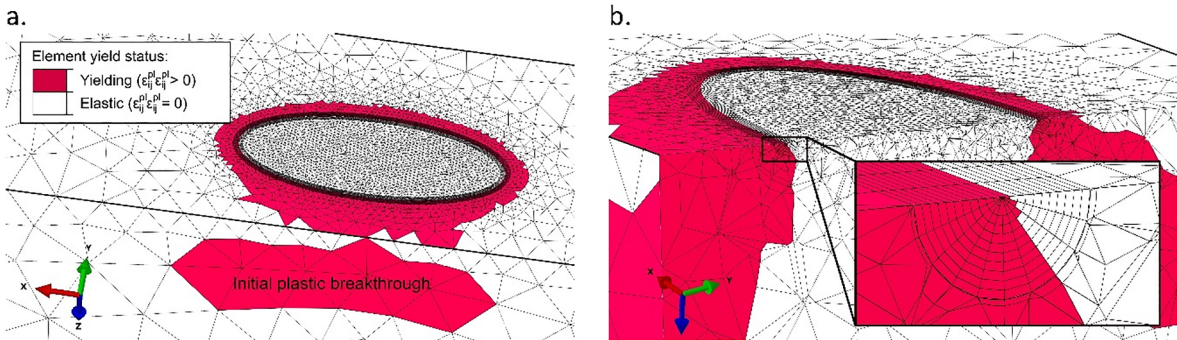 a.
Element yield status:
Yielding (ε^pl_ij ε^pl_ij > 0)
Elastic (ε^pl_ij ε^pl_ij = 0)
Initial plastic breakthrough
X
Y
Z
b.
X
Y